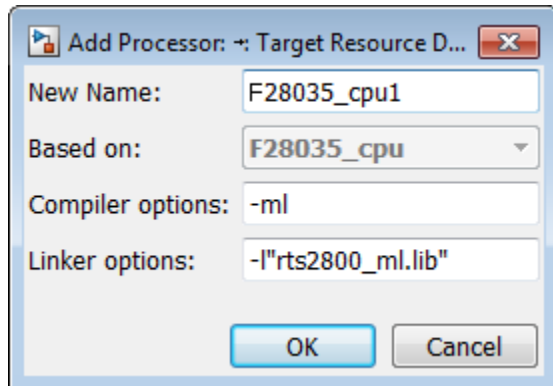 Add Processor: -: Target Resource D...
New Name: F28035_cpu1
Based on: F28035_cpu
Compiler options: -ml
Linker options: -l"rts2800_ml.lib"
OK Cancel